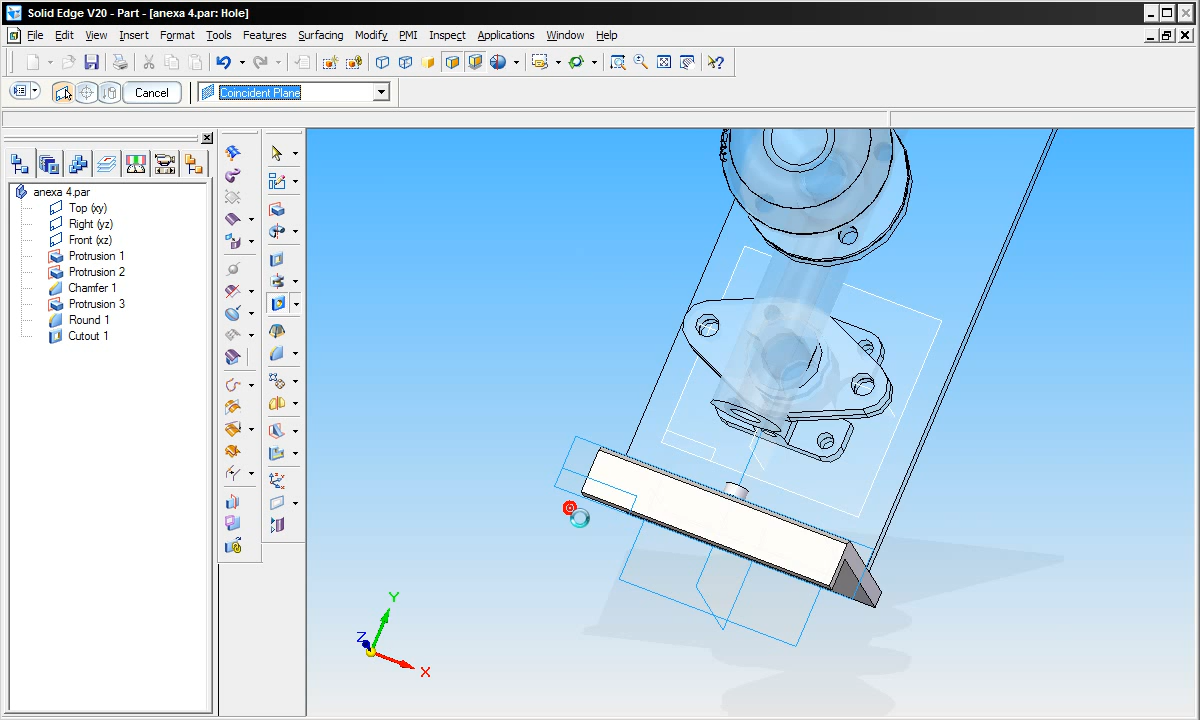 Solid Edge V20 - Part - [anexa 4.par: Hole]
File Edit View Insert Format Tools Features Surfacing Modify PMI Inspect Applications Window Help
Cancel
Coincident Plane
anexa 4.par
Top (xy)
Right (yz)
Front (xz)
Protrusion 1
Protrusion 2
Chamfer 1
Protrusion 3
Round 1
Cutout 1
Y
Z
X